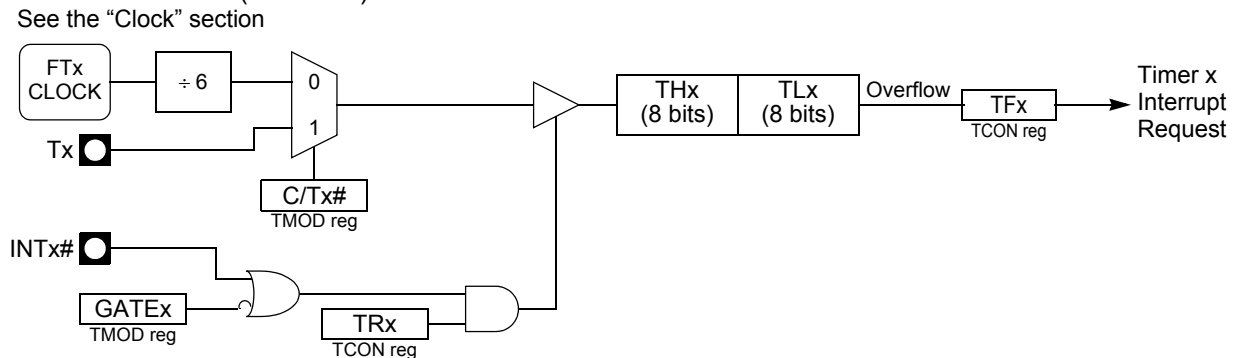 See the “Clock” section
FTx
CLOCK
÷ 6
0
1
Tx
C/Tx#
TMOD reg
THx
(8 bits)
TLx
(8 bits)
Overflow
TFx
TCON reg
Timer x
Interrupt
Request
INTx#
GATEx
TMOD reg
TRx
TCON reg